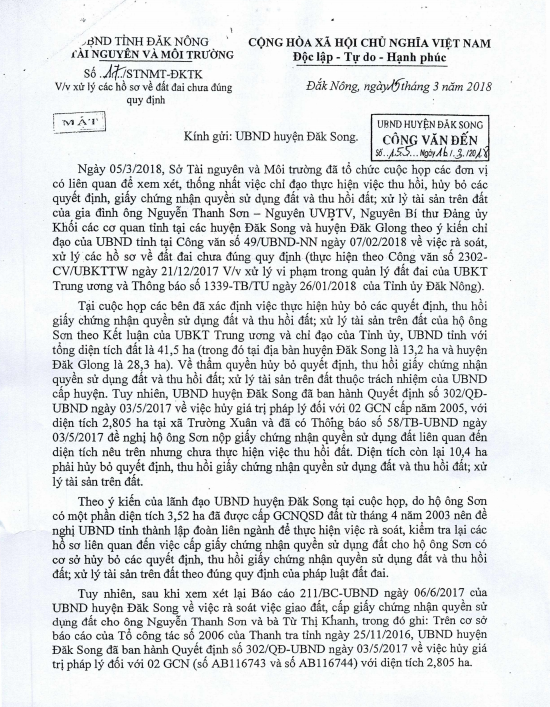 UBND TỈNH ĐĂK NÔNG
TÀI NGUYÊN VÀ MÔI TRƯỜNG
Số 17/STNMT-ĐKTK
V/v xử lý các hồ sơ về đất đai chưa đúng
quy định
MẬT
CỘNG HÒA XÃ HỘI CHỦ NGHĨA VIỆT NAM
Độc lập - Tự do - Hạnh phúc
Đắk Nông, ngày 15 tháng 3 năm 2018
UBND HUYỆN ĐAK SONG
CÔNG VĂN ĐẾN
Số 155 Ngày 16/3/2018
Kính gửi: UBND huyện Đăk Song.
Ngày 05/3/2018, Sở Tài nguyên và Môi trường đã tổ chức cuộc họp các đơn vị
có liên quan để xem xét, thống nhất việc chỉ đạo thực hiện việc thu hồi, hủy bỏ các
quyết định, giấy chứng nhận quyền sử dụng đất và thu hồi đất; xử lý tài sản trên đất
của gia đình ông Nguyễn Thanh Sơn – Nguyên UVBTV, Nguyên Bí thư Đảng ủy
Khối các cơ quan tỉnh tại các huyện Đăk Song và huyện Đăk Glong theo ý kiến chỉ
đạo của UBND tỉnh tại Công văn số 49/UBND-NN ngày 07/02/2018 về việc rà soát,
xử lý các hồ sơ về đất đai chưa đúng quy định (thực hiện theo Công văn số 2302-
CV/UBKTTW ngày 21/12/2017 V/v xử lý vi phạm trong quản lý đất đai của UBKT
Trung ương và Thông báo số 1339-TB/TU ngày 26/01/2018 của Tỉnh ủy Đăk Nông).
Tại cuộc họp các bên đã xác định việc thực hiện hủy bỏ các quyết định, thu hồi
giấy chứng nhận quyền sử dụng đất và thu hồi đất; xử lý tài sản trên đất của hộ ông
Sơn theo Kết luận của UBKT Trung ương và chỉ đạo của Tỉnh ủy, UBND tỉnh với
tổng diện tích đất là 41,5 ha (trong đó tại địa bàn huyện Đăk Song là 13,2 ha và huyện
Đăk Glong là 28,3 ha). Về thẩm quyền hủy bỏ quyết định, thu hồi giấy chứng nhận
quyền sử dụng đất và thu hồi đất; xử lý tài sản trên đất thuộc trách nhiệm của UBND
cấp huyện. Tuy nhiên, UBND huyện Đăk Song đã ban hành Quyết định số 302/QĐ-
UBND ngày 03/5/2017 về việc hủy giá trị pháp lý đối với 02 GCN cấp năm 2005, với
diện tích 2,805 ha tại xã Trường Xuân và đã có Thông báo số 58/TB-UBND ngày
03/5/2017 đề nghị hộ ông Sơn nộp giấy chứng nhận quyền sử dụng đất liên quan đến
diện tích nêu trên nhưng chưa thực hiện việc thu hồi đất. Diện tích còn lại 10,4 ha
phải hủy bỏ quyết định, thu hồi giấy chứng nhận quyền sử dụng đất và thu hồi đất; xử
lý tài sản trên đất.
Theo ý kiến của lãnh đạo UBND huyện Đăk Song tại cuộc họp, do hộ ông Sơn
có một phần diện tích 3,52 ha đã được cấp GCNQSD đất từ tháng 4 năm 2003 nên đề
nghị UBND tỉnh thành lập đoàn liên ngành để thực hiện việc rà soát, kiểm tra lại các
hồ sơ liên quan đến việc cấp giấy chứng nhận quyền sử dụng đất cho hộ ông Sơn có
cơ sở hủy bỏ các quyết định, thu hồi giấy chứng nhận quyền sử dụng đất và thu hồi
đất; xử lý tài sản trên đất theo đúng quy định của pháp luật đất đai.
Tuy nhiên, sau khi xem xét lại Báo cáo 211/BC-UBND ngày 06/6/2017 của
UBND huyện Đăk Song về việc rà soát việc giao đất, cấp giấy chứng nhận quyền sử
dụng đất cho ông Nguyễn Thanh Sơn và bà Từ Thị Khanh, trong đó ghi: Trên cơ sở
báo cáo của Tổ công tác số 2006 của Thanh tra tỉnh ngày 25/11/2016, UBND huyện
Đăk Song đã ban hành Quyết định số 302/QĐ-UBND ngày 03/5/2017 về việc hủy giá
trị pháp lý đối với 02 GCN (số AB116743 và số AB116744) với diện tích 2,805 ha.